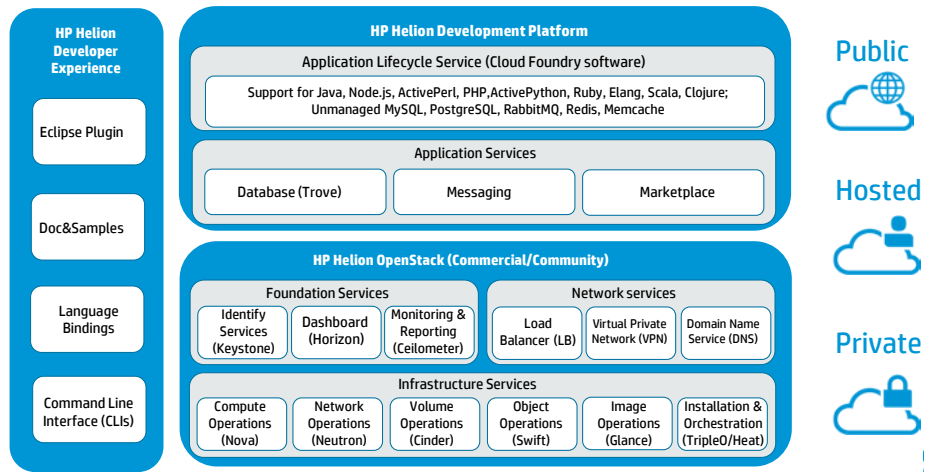 HP Helion
Developer
Experience
Eclipse Plugin
Doc&Samples
Language
Bindings
Command Line
Interface (CLIs)
HP Helion Development Platform
Application Lifecycle Service (Cloud Foundry software)
Support for Java, Node.js, ActivePerl, PHP,ActivePython, Ruby, Elang, Scala, Clojure;
Unmanaged MySQL, PostgreSQL, RabbitMQ, Redis, Memcache
Application Services
Database (Trove)
Messaging
Marketplace
HP Helion OpenStack (Commercial/Community)
Foundation Services
Identify
Services
(Keystone)
Dashboard
(Horizon)
Monitoring &
Reporting
(Ceilometer)
Network services
Load
Balancer (LB)
Virtual Private
Network (VPN)
Domain Name
Service (DNS)
Infrastructure Services
Compute
Operations
(Nova)
Network
Operations
(Neutron)
Volume
Operations
(Cinder)
Object
Operations
(Swift)
Image
Operations
(Glance)
Installation &
Orchestration
(TripleO/Heat)
Public
Hosted
Private